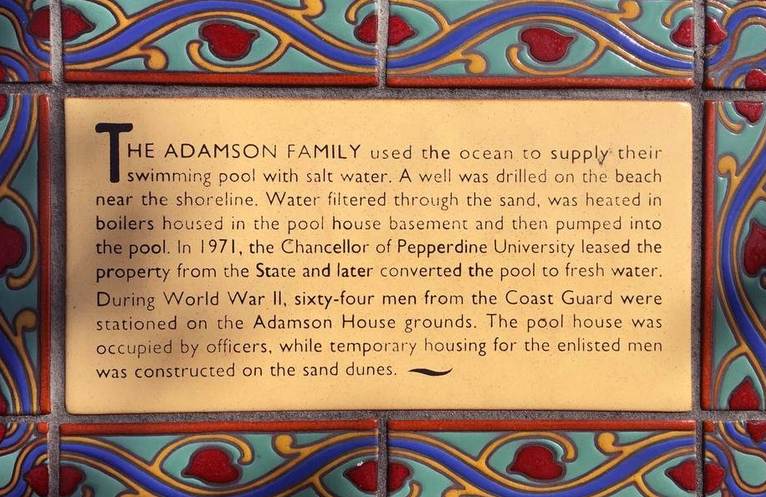 THE ADAMSON FAMILY used the ocean to supply their
swimming pool with salt water. A well was drilled on the beach
near the shoreline. Water filtered through the sand, was heated in
boilers housed in the pool house basement and then pumped into
the pool. In 1971, the Chancellor of Pepperdine University leased the
property from the State and later converted the pool to fresh water.
During World War II, sixty-four men from the Coast Guard were
stationed on the Adamson House grounds. The pool house was
occupied by officers, while temporary housing for the enlisted men
was constructed on the sand dunes.